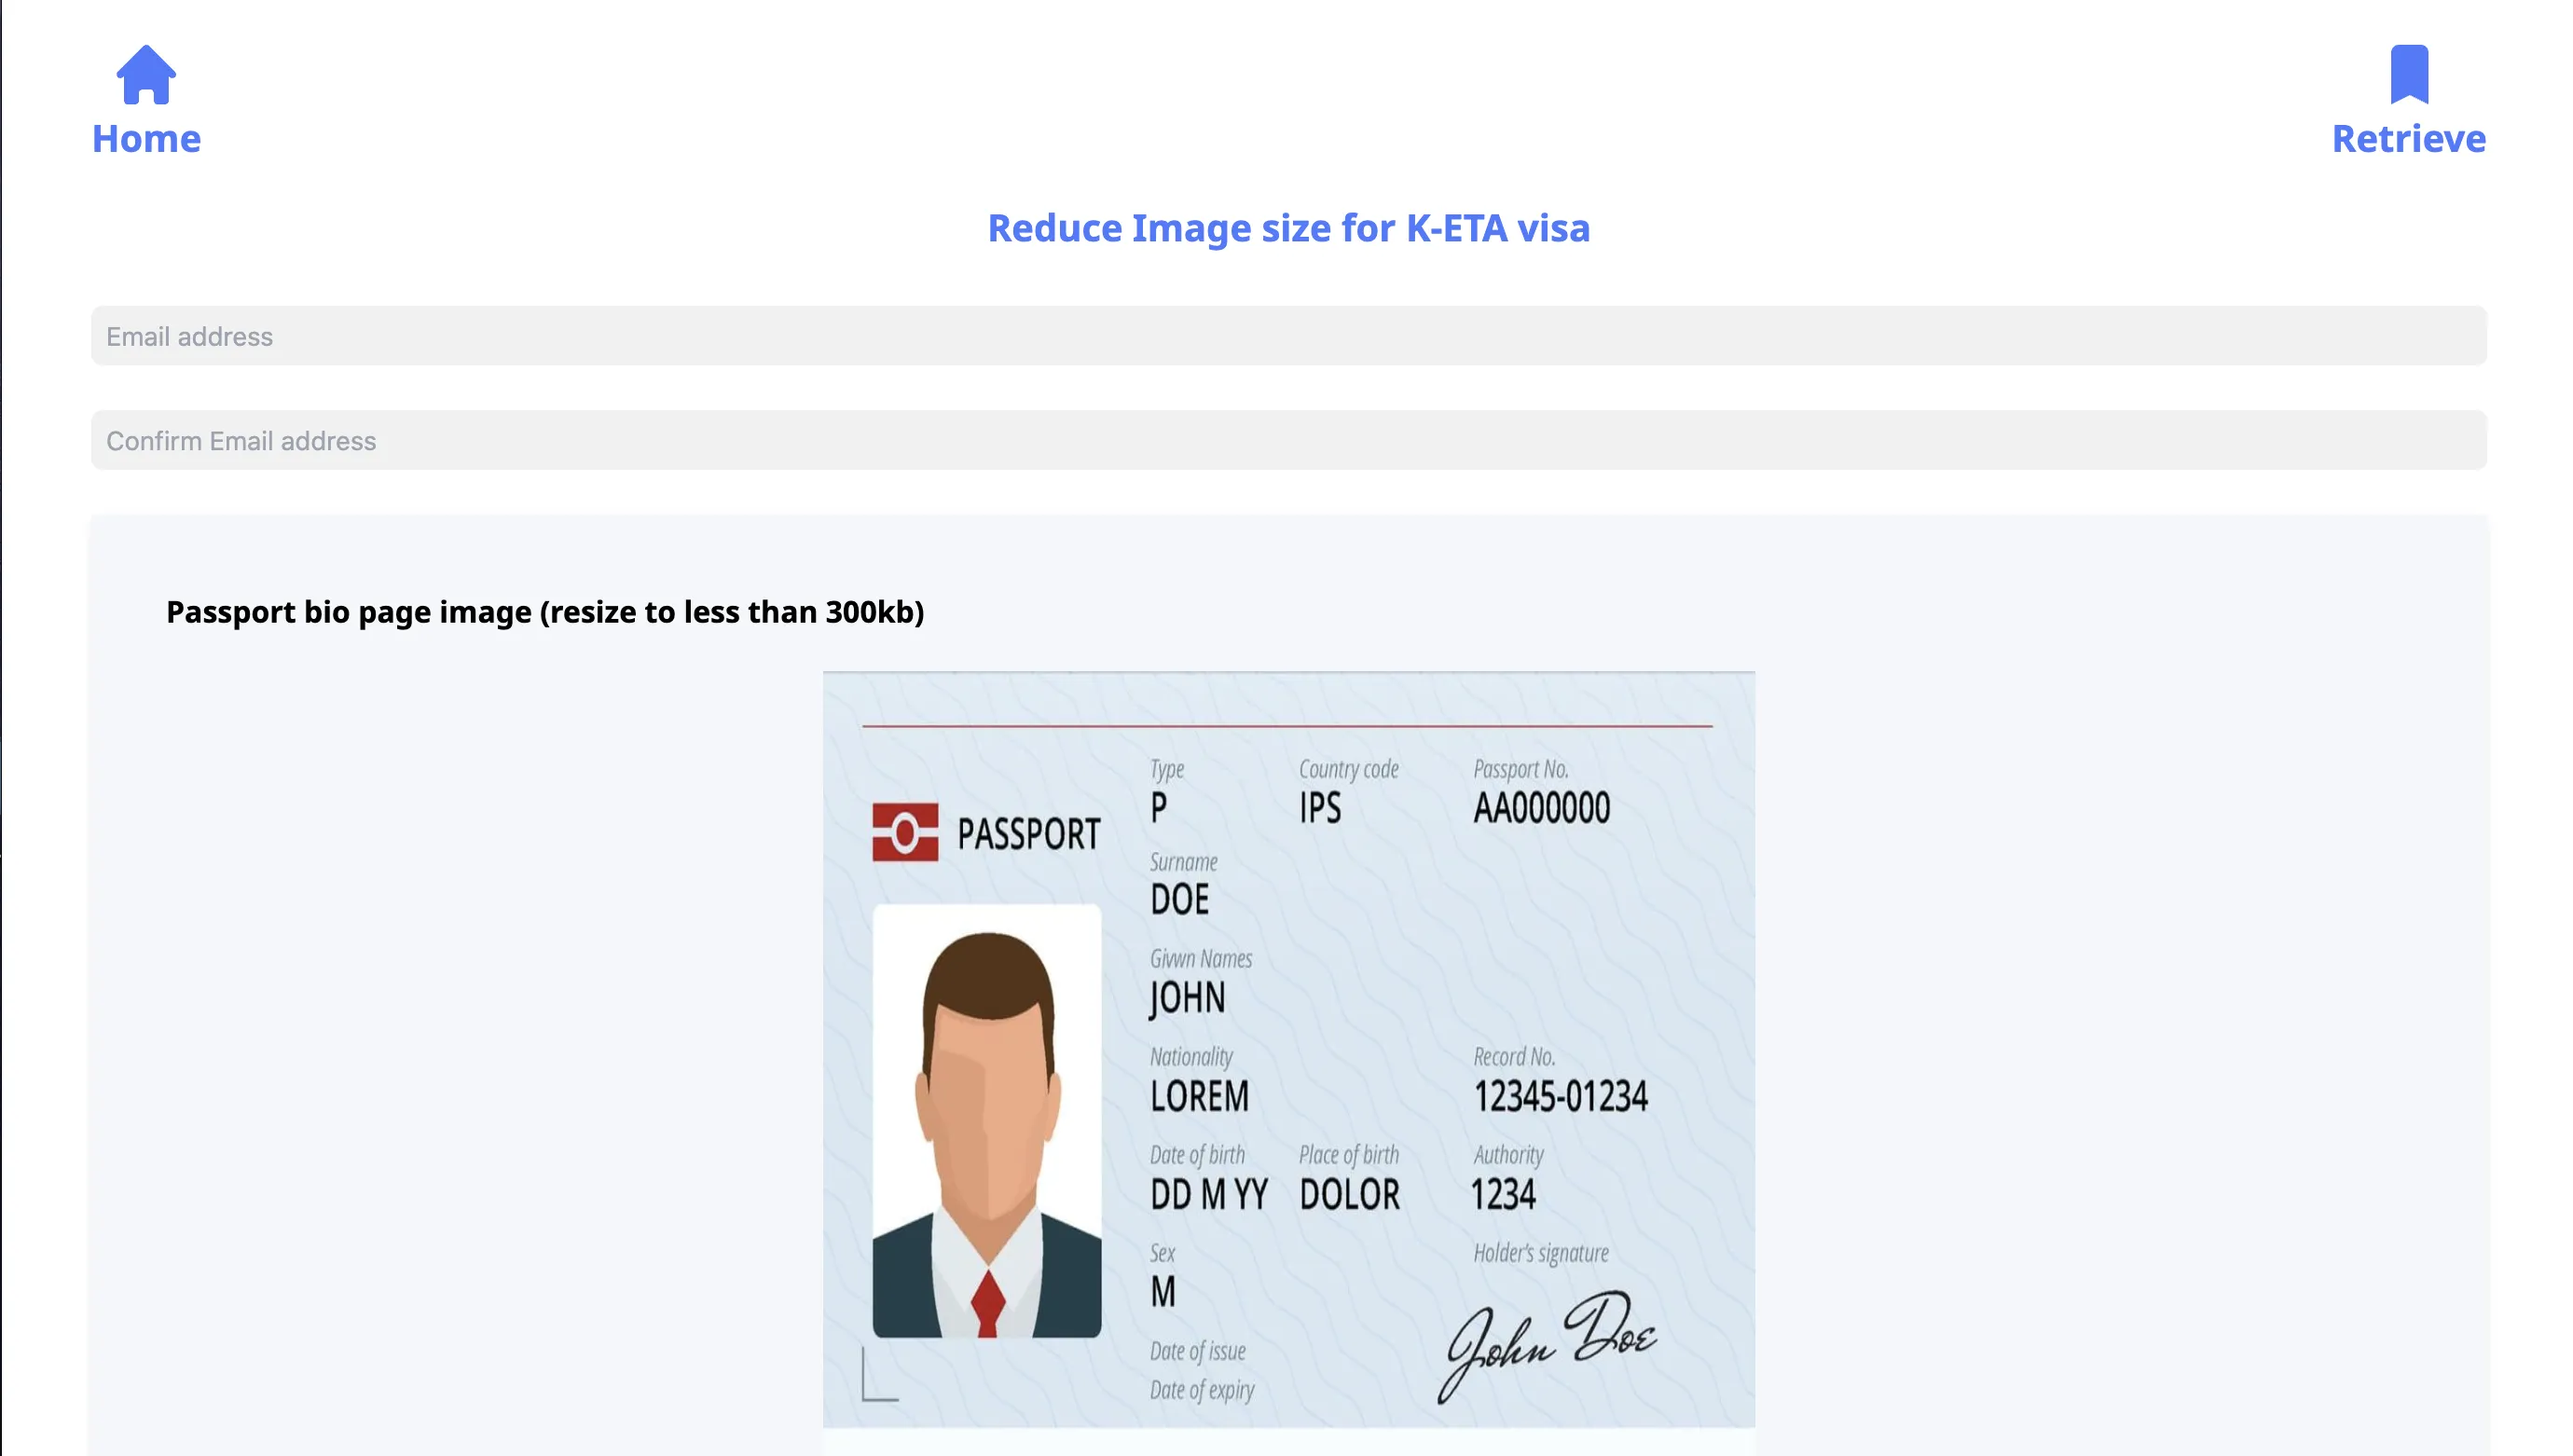 Home
Retrieve
Reduce Image size for K-ETA visa
Email address
Confirm Email address
Passport bio page image (resize to less than 300kb)
PASSPORT
Type Country code Passport No.
P IPS AA000000
Surname
DOE
Givwn Names
JOHN
Nationality Record No.
LOREM 12345-01234
Date of birth Place of birth Authority
DD M YY DOLOR 1234
Sex Holder's signature
M
John Doe
Date of issue
Date of expiry